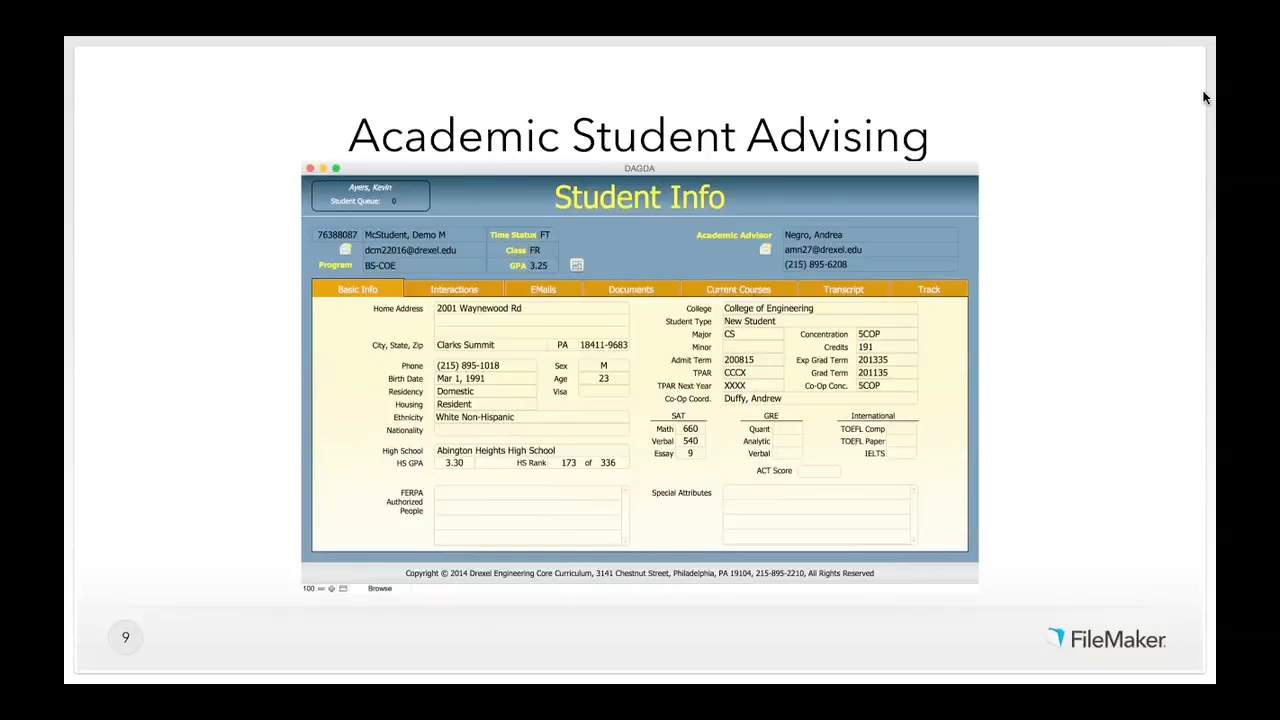 Academic Student Advising
DAGDA
Ayers, Kevin
Student Queue: 0
Student Info
76388087 McStudent, Demo M Time Status FT Academic Advisor Negro, Andrea
dcm22016@drexel.edu Class FR amn27@drexel.edu
Program BS-COE GPA 3.25 (215) 895-6208
Basic Info Interactions EMails Documents Current Courses Transcript Track
Home Address 2001 Waynewood Rd
City, State, Zip Clarks Summit PA 18411-9683
Phone (215) 895-1018 Sex M
Birth Date Mar 1, 1991 Age 23
Residency Domestic Visa
Housing Resident
Ethnicity White Non-Hispanic
Nationality
High School Abington Heights High School
HS GPA 3.30 HS Rank 173 of 336
FERPA
Authorized
People
College College of Engineering
Student Type New Student
Major CS Concentration SCOP
Minor Credits 191
Admit Term 200815 Exp Grad Term 201335
TPAR CCCX Grad Term 201135
TPAR Next Year XXXX Co-Op Conc. SCOP
Co-Op Coord. Duffy, Andrew
SAT GRE International
Math 660 Quant TOEFL Comp
Verbal 540 Analytic TOEFL Paper
Essay 9 Verbal IELTS
ACT Score
Special Attributes
Copyright © 2014 Drexel Engineering Core Curriculum, 3141 Chestnut Street, Philadelphia, PA 19104, 215-895-2210, All Rights Reserved
100 Browse
9
FileMaker